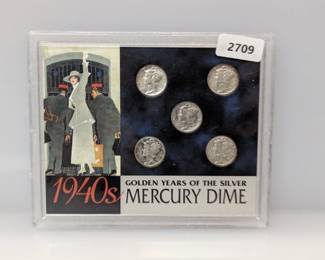 2709
1940s
GOLDEN YEARS OF THE SILVER
MERCURY DIME